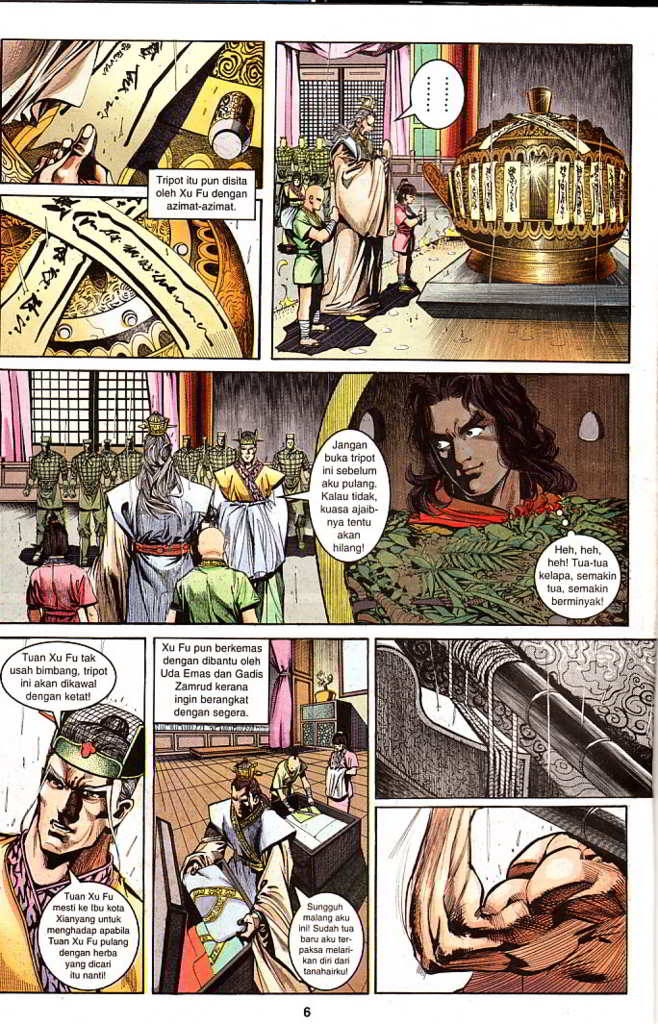 Tripot itu pun disita
oleh Xu Fu dengan
azimat-azimat.
Jangan
buka tripot
ini sebelum
aku pulang.
Kalau tidak,
kuasa ajaib-
nya tentu
akan
hilang!
Heh, heh,
heh! Tua-tua
kelapa, semakin
tua, semakin
berminyak!
Tuan Xu Fu tak
usah bimbang, tripot
ini akan dikawal
dengan ketat!
Tuan Xu Fu
mesti ke Ibu kota
Xianyang untuk
menghadap apabila
Tuan Xu Fu pulang
dengan herba
yang dicari
itu nanti!
Xu Fu pun berkemas
dengan dibantu oleh
Uda Emas dan Gadis
Zamrud kerana
ingin berangkat
dengan segera.
Sungguh
malang aku
ini! Sudah tua
baru aku ter-
paksa melari-
kan diri dari
tanahairku!
6